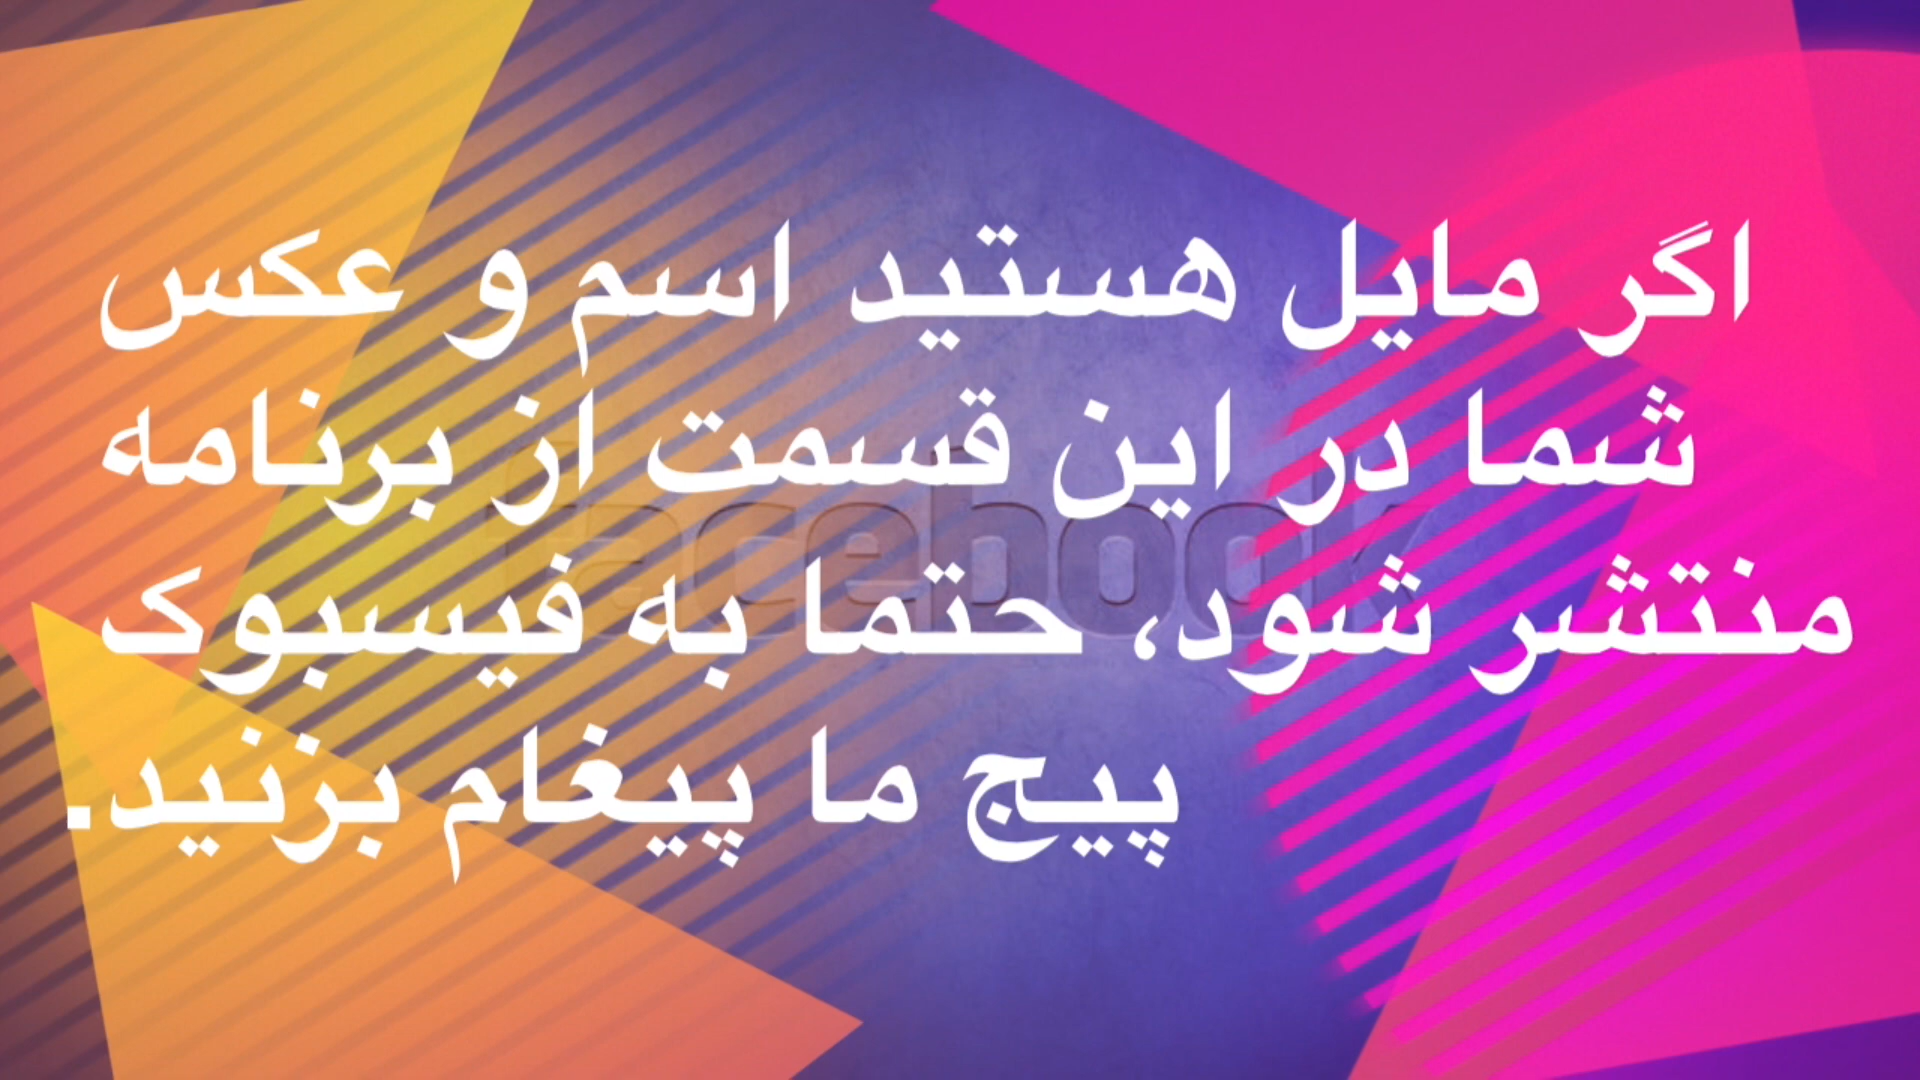 اگر مایل هستید اسم و عکس
شما در این قسمت از برنامه
منتشر شود، حتما به فیسبوک
پیج ما پیغام بزنید.
facebook